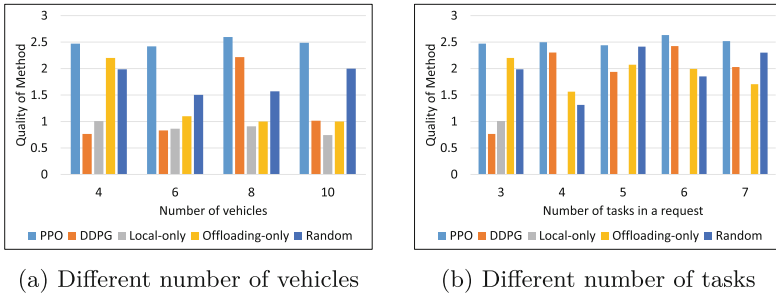 3
2.5
2
1.5
1
0.5
0
Quality of Method
4 6 8 10
Number of vehicles
PPO DDPG Local-only Offloading-only Random
(a) Different number of vehicles
3
2.5
2
1.5
1
0.5
0
Quality of Method
3 4 5 6 7
Number of tasks in a request
PPO DDPG Local-only Offloading-only Random
(b) Different number of tasks